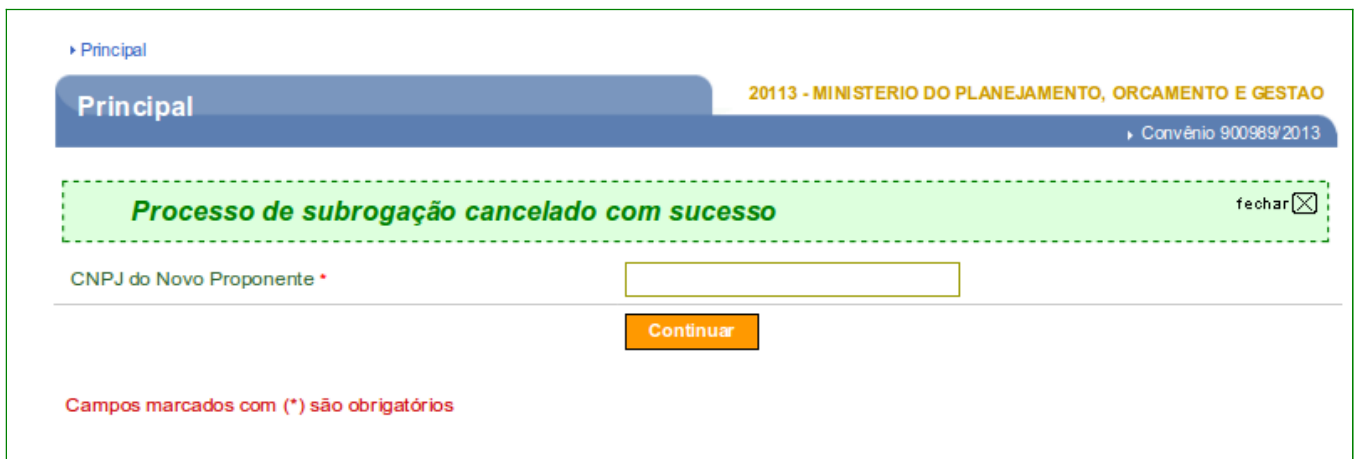 Principal
Principal
20113 - MINISTERIO DO PLANEJAMENTO, ORCAMENTO E GESTAO
Convênio 900989/2013
Processo de subrogação cancelado com sucesso
fechar
CNPJ do Novo Proponente *
Continuar
Campos marcados com (*) são obrigatórios